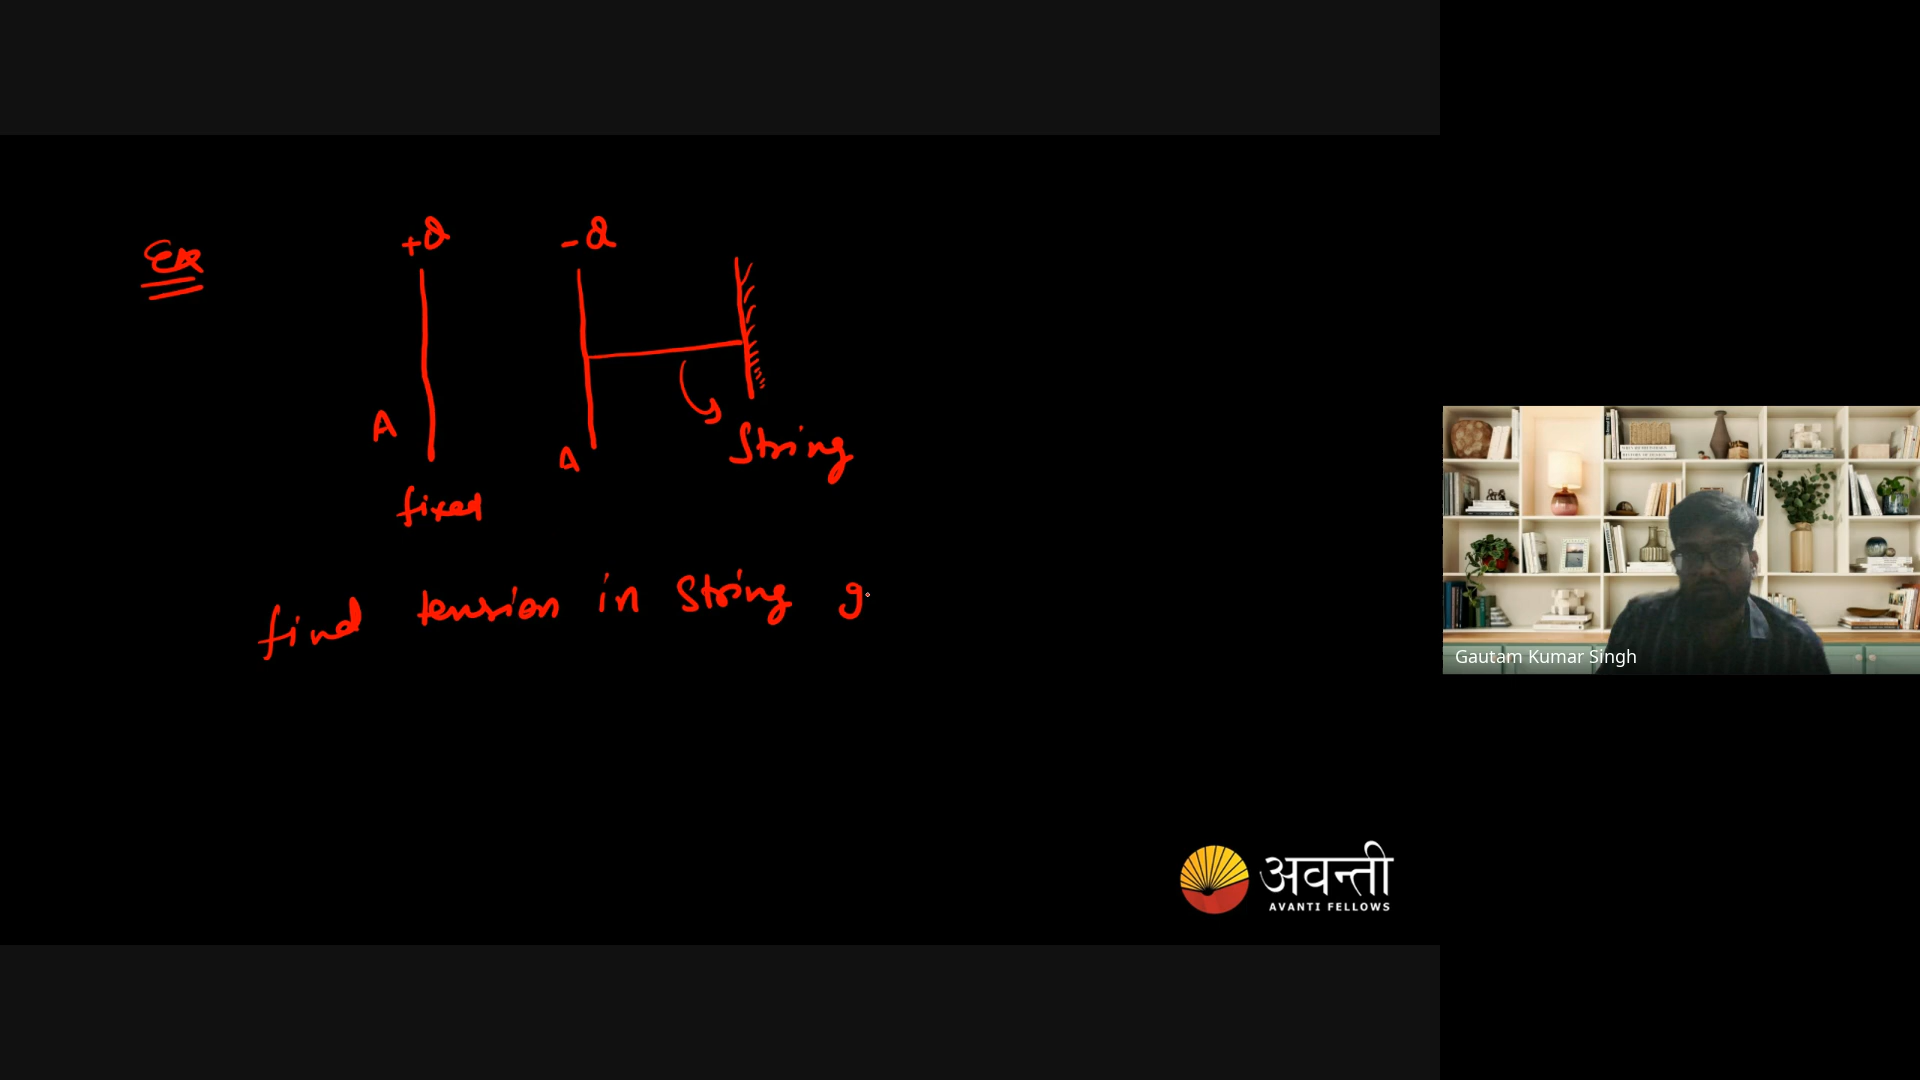 Ex
+Q -Q
A
A
String
fixed
find tension in string g
Gautam Kumar Singh
अवन्ती
AVANTI FELLOWS